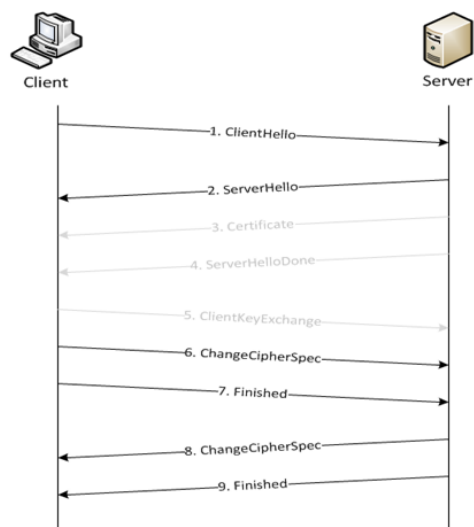 Client
Server
1. ClientHello
2. ServerHello
3. Certificate
4. ServerHelloDone
5. ClientKeyExchange
6. ChangeCipherSpec
7. Finished
8. ChangeCipherSpec
9. Finished